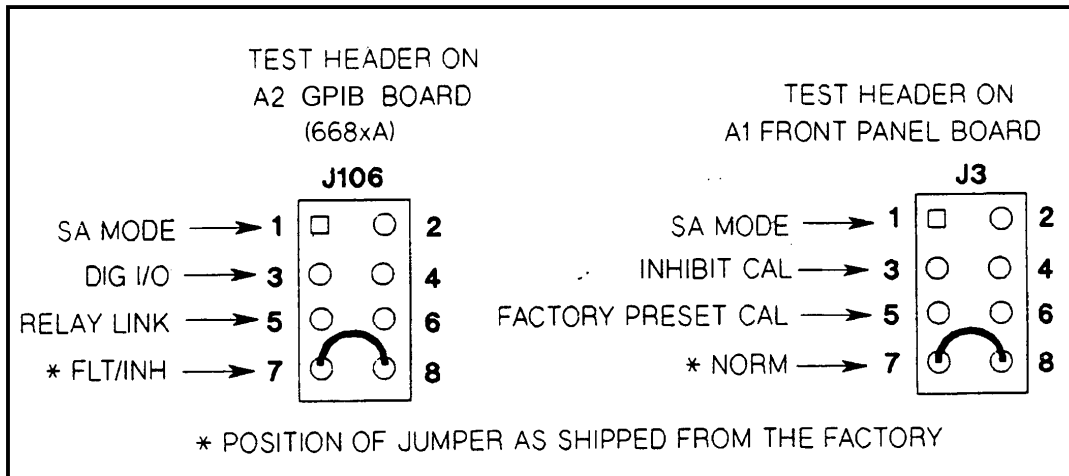 TEST HEADER ON
A2 GPIB BOARD
(668xA)
J106
SA MODE 1 2
DIG I/O 3 4
RELAY LINK 5 6
* FLT/INH 7 8
TEST HEADER ON
A1 FRONT PANEL BOARD
J3
SA MODE 1 2
INHIBIT CAL 3 4
FACTORY PRESET CAL 5 6
* NORM 7 8
* POSITION OF JUMPER AS SHIPPED FROM THE FACTORY